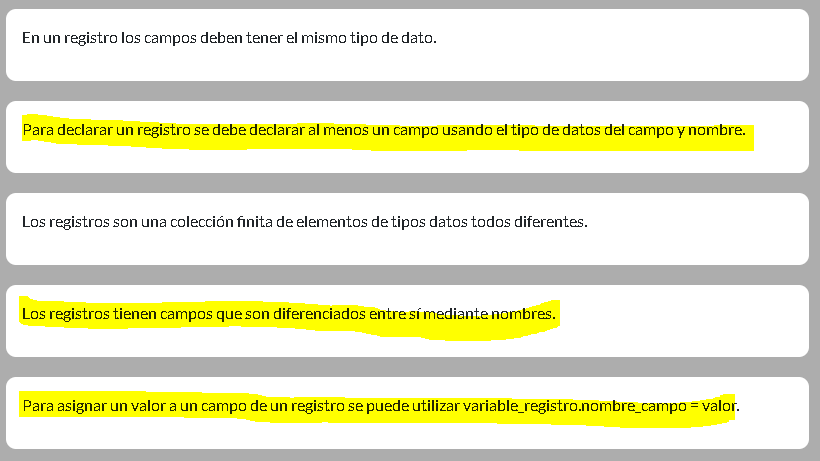 En un registro los campos deben tener el mismo tipo de dato.
Para declarar un registro se debe declarar al menos un campo usando el tipo de datos del campo y nombre.
Los registros son una colección finita de elementos de tipos datos todos diferentes.
Los registros tienen campos que son diferenciados entre sí mediante nombres.
Para asignar un valor a un campo de un registro se puede utilizar variable_registro.nombre_campo = valor.